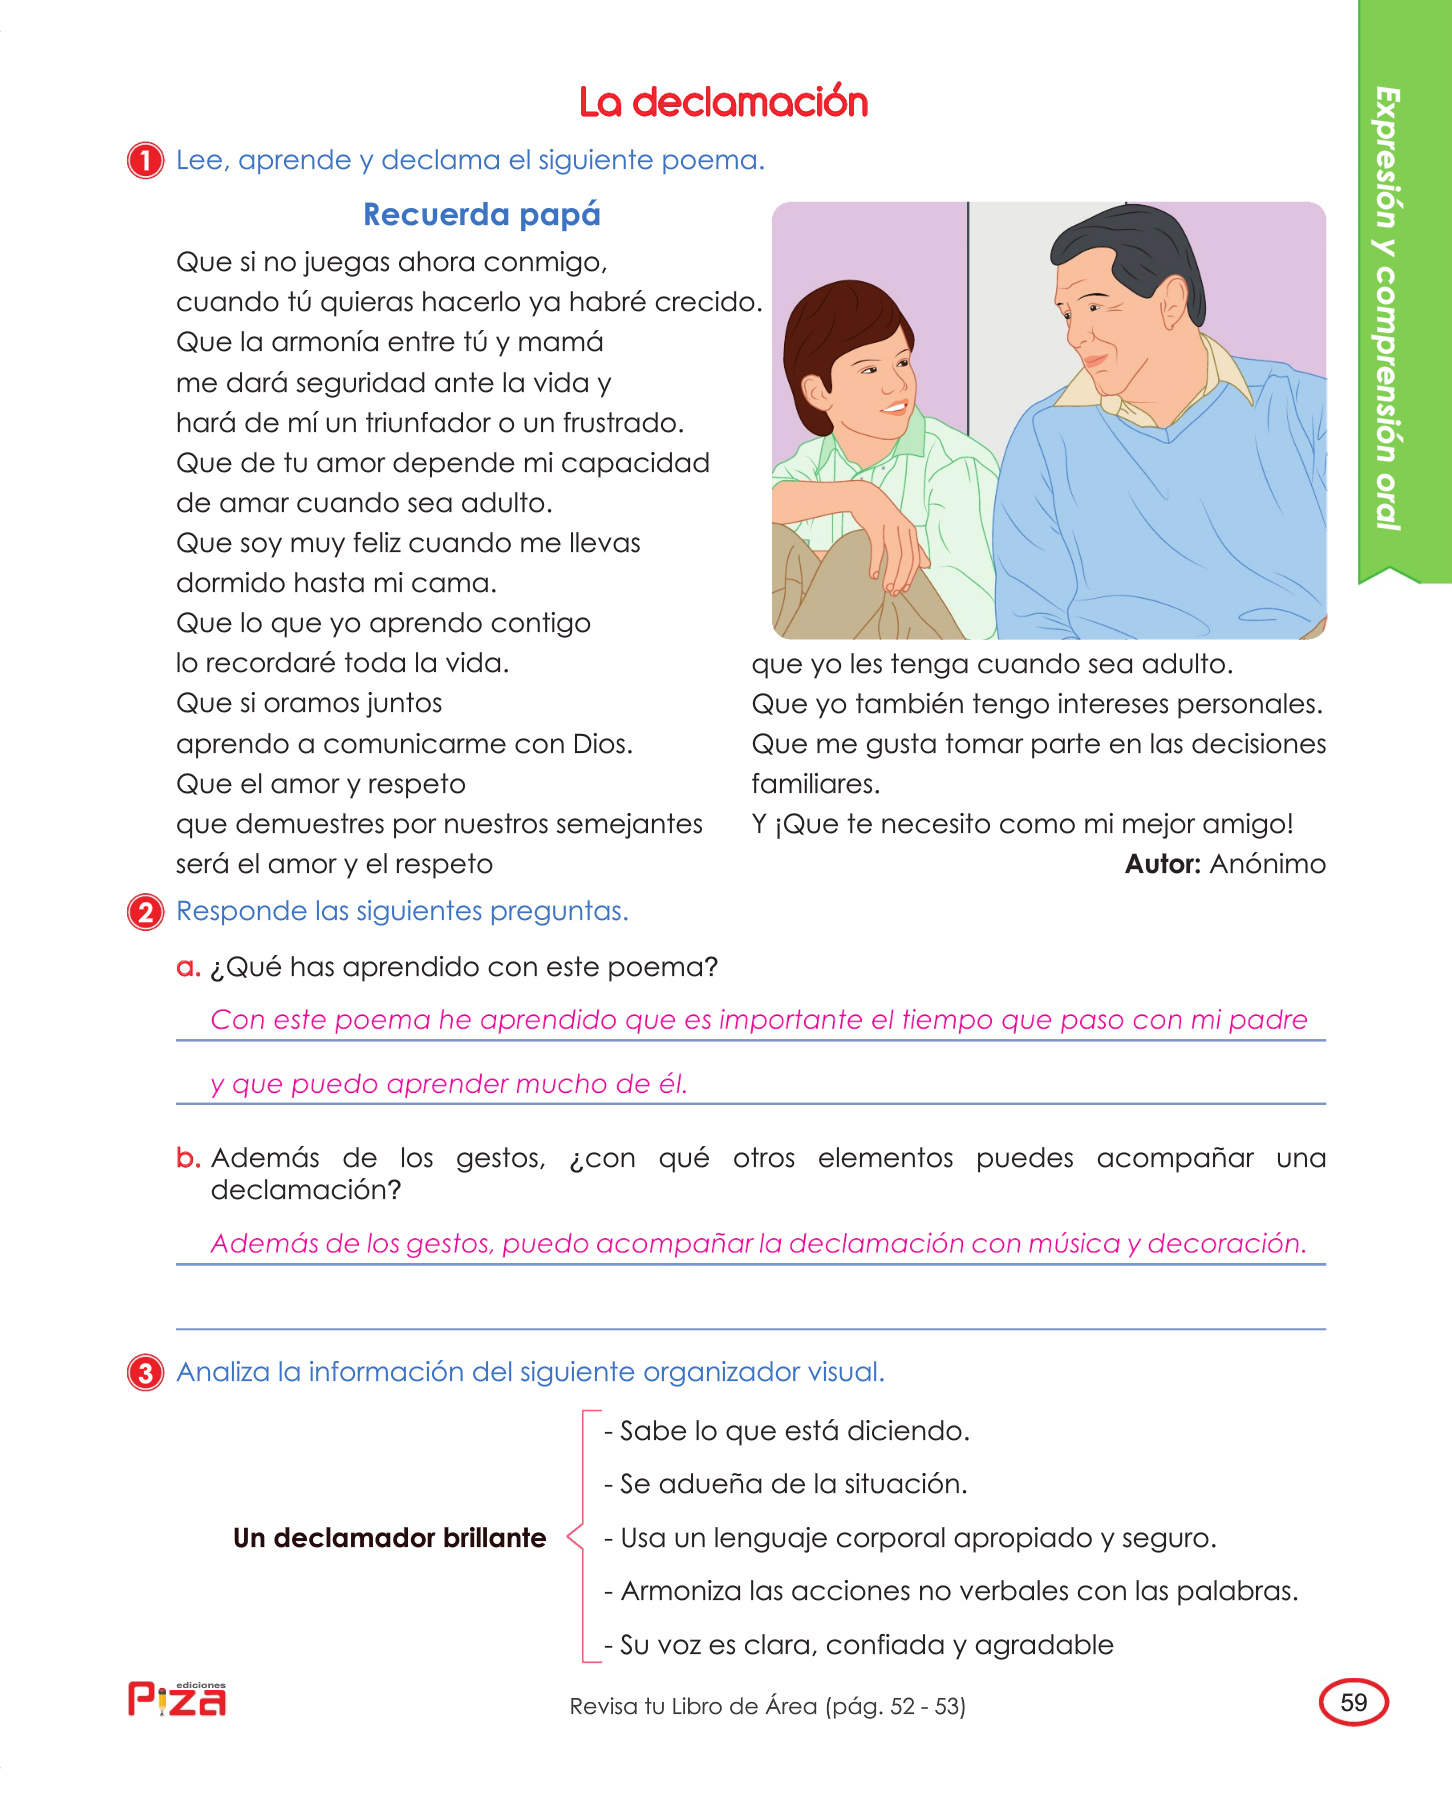 La declamación
Expresión y comprensión oral
1 Lee, aprende y declama el siguiente poema.
Recuerda papá
Que si no juegas ahora conmigo,
cuando tú quieras hacerlo ya habré crecido.
Que la armonía entre tú y mamá
me dará seguridad ante la vida y
hará de mí un triunfador o un frustrado.
Que de tu amor depende mi capacidad
de amar cuando sea adulto.
Que soy muy feliz cuando me llevas
dormido hasta mi cama.
Que lo que yo aprendo contigo
lo recordaré toda la vida.
Que si oramos juntos
aprendo a comunicarme con Dios.
Que el amor y respeto
que demuestres por nuestros semejantes
será el amor y el respeto
que yo les tenga cuando sea adulto.
Que yo también tengo intereses personales.
Que me gusta tomar parte en las decisiones
familiares.
Y ¡Que te necesito como mi mejor amigo!
Autor: Anónimo
2 Responde las siguientes preguntas.
a. ¿Qué has aprendido con este poema?
Con este poema he aprendido que es importante el tiempo que paso con mi padre
y que puedo aprender mucho de él.
b. Además de los gestos, ¿con qué otros elementos puedes acompañar una
declamación?
Además de los gestos, puedo acompañar la declamación con música y decoración.
3 Analiza la información del siguiente organizador visual.
Un declamador brillante
- Sabe lo que está diciendo.
- Se adueña de la situación.
- Usa un lenguaje corporal apropiado y seguro.
- Armoniza las acciones no verbales con las palabras.
- Su voz es clara, confiada y agradable
ediciones
Piza
Revisa tu Libro de Área (pág. 52 - 53)
59